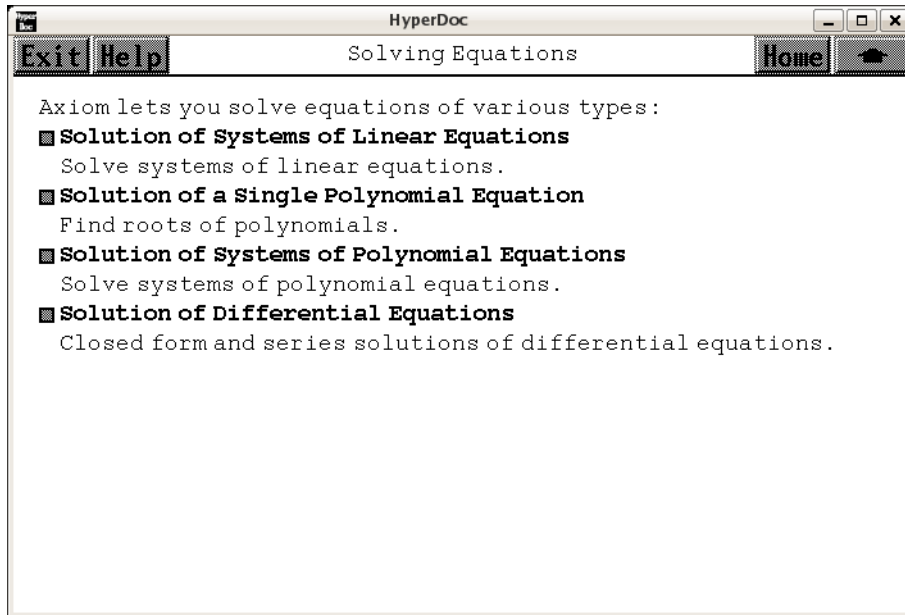 Hyper Doc
HyperDoc
Exit Help Solving Equations Home
Axiom lets you solve equations of various types:
Solution of Systems of Linear Equations
Solve systems of linear equations.
Solution of a Single Polynomial Equation
Find roots of polynomials.
Solution of Systems of Polynomial Equations
Solve systems of polynomial equations.
Solution of Differential Equations
Closed form and series solutions of differential equations.